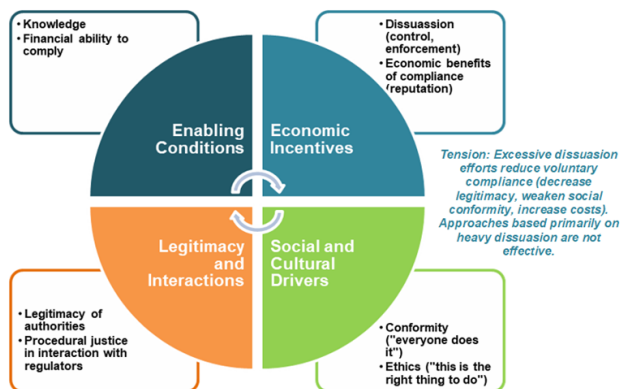 • Knowledge
• Financial ability to
comply
• Dissuassion
(control,
enforcement)
• Economic benefits
of compliance
(reputation)
Enabling
Conditions
Economic
Incentives
Tension: Excessive dissuasion
efforts reduce voluntary
compliance (decrease
legitimacy, weaken social
conformity, increase costs).
Approaches based primarily on
heavy dissuasion are not
effective.
Legitimacy
and
Interactions
Social and
Cultural
Drivers
• Legitimacy of
authorities
• Procedural justice
in interaction with
regulators
• Conformity
("everyone does
it")
• Ethics ("this is the
right thing to do")